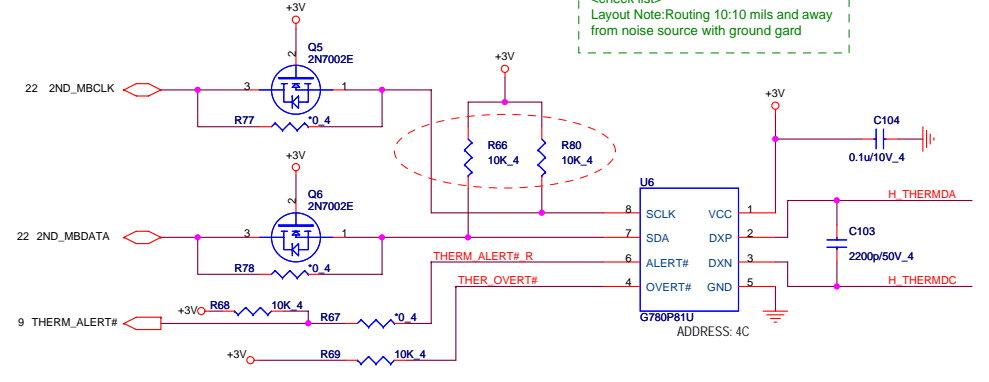 <check list>
Layout Note:Routing 10:10 mils and away
from noise source with ground gard
+3V
Q5
2N7002E
2
22 2ND_MBCLK
3
1
R77
*0_4
+3V
+3V
R66
10K_4
R80
10K_4
+3V
C104
0.1u/10V_4
+3V
Q6
2N7002E
2
22 2ND_MBDATA
3
1
R78
*0_4
U6
8 SCLK VCC 1
7 SDA DXP 2
6 ALERT# DXN 3
4 OVERT# GND 5
G780P81U
ADDRESS: 4C
H_THERMDA
C103
2200p/50V_4
H_THERMDC
THERM_ALERT#_R
THER_OVERT#
+3V
R68
10K_4
9 THERM_ALERT#
R67
*0_4
+3V
R69
10K_4